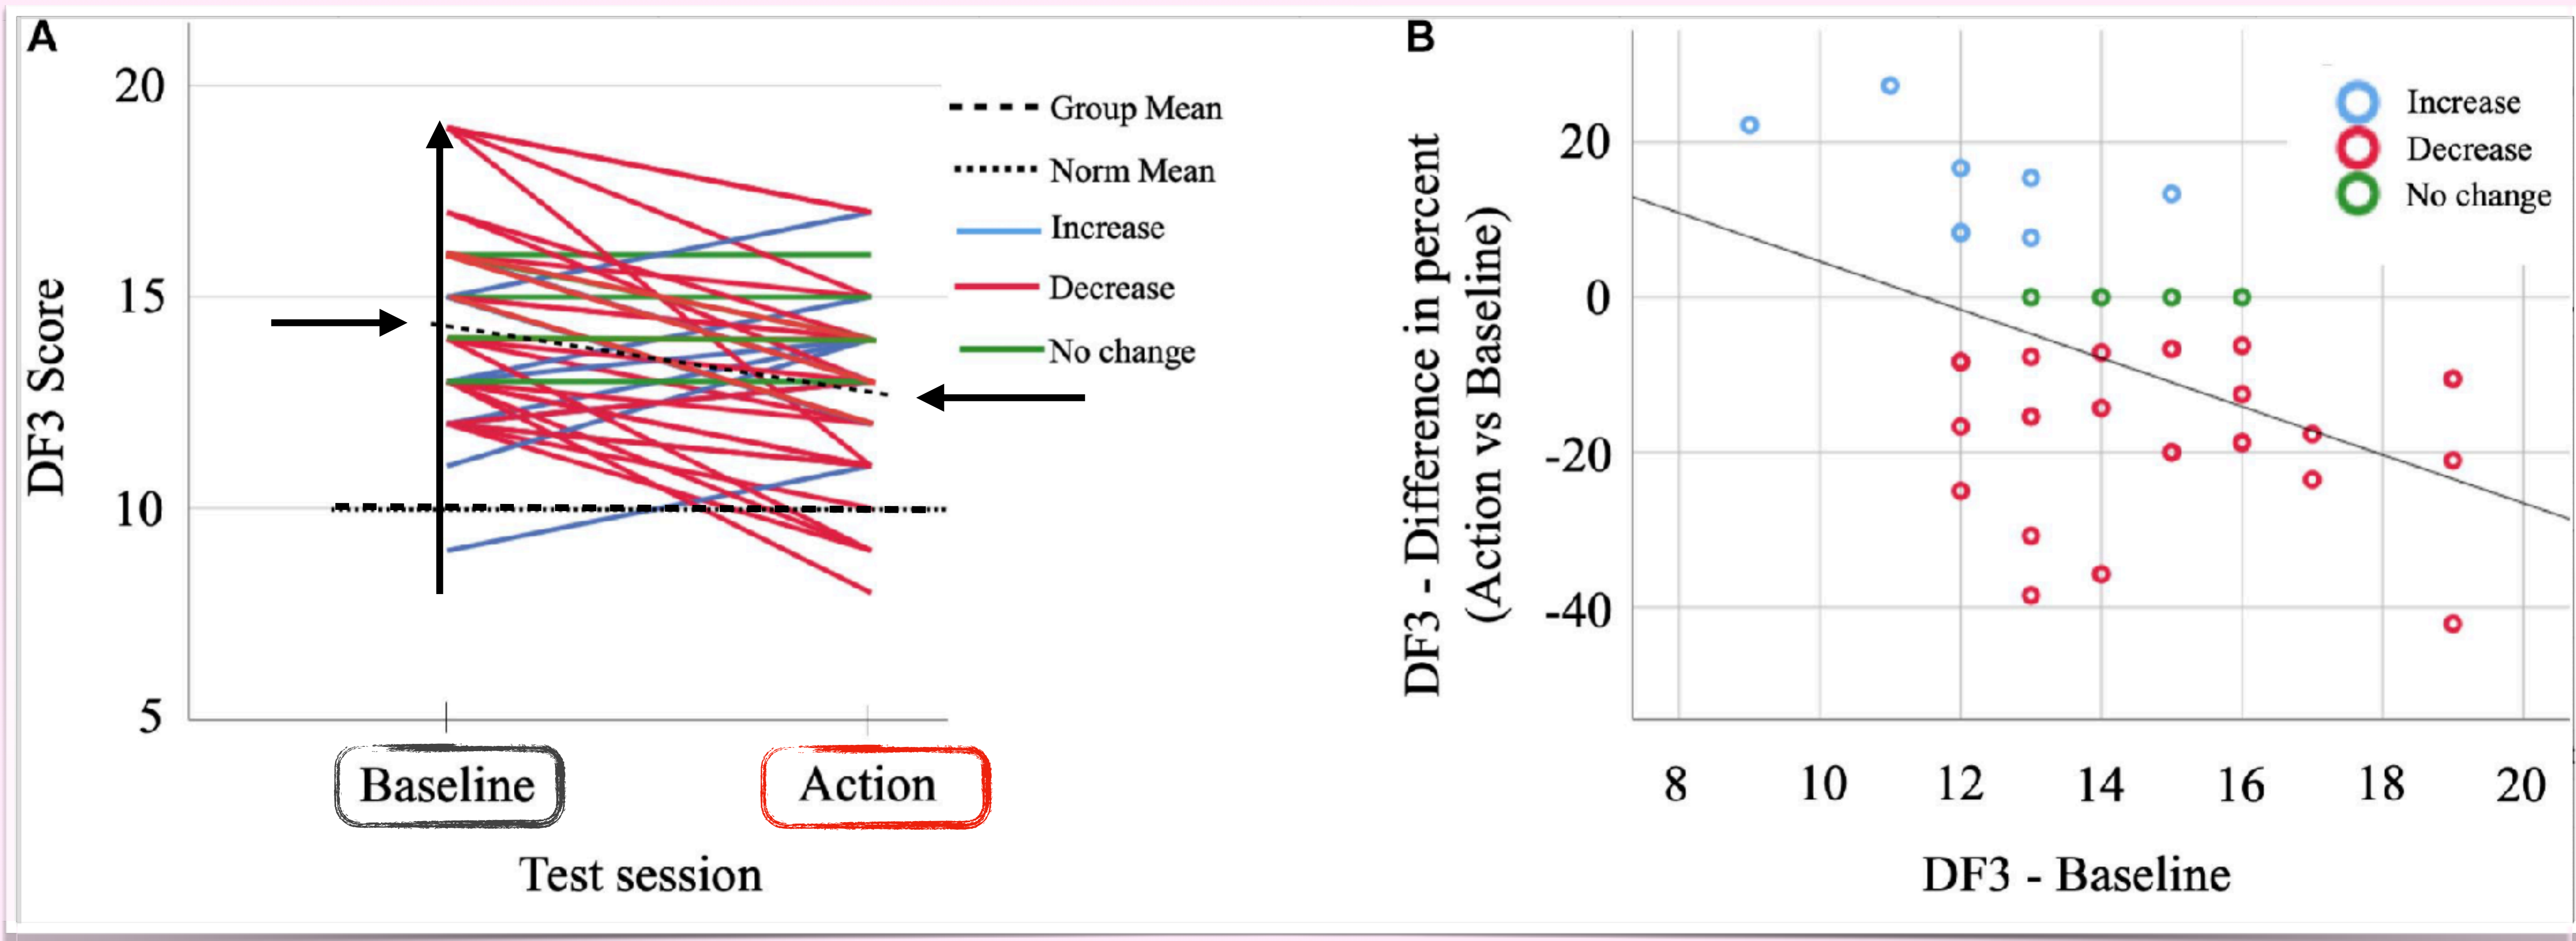 A
20
15
10
5
DF3 Score
Group Mean
Norm Mean
Increase
Decrease
No change
Baseline
Action
Test session
B
20
0
-20
-40
DF3 - Difference in percent
(Action vs Baseline)
Increase
Decrease
No change
8 10 12 14 16 18 20
DF3 - Baseline